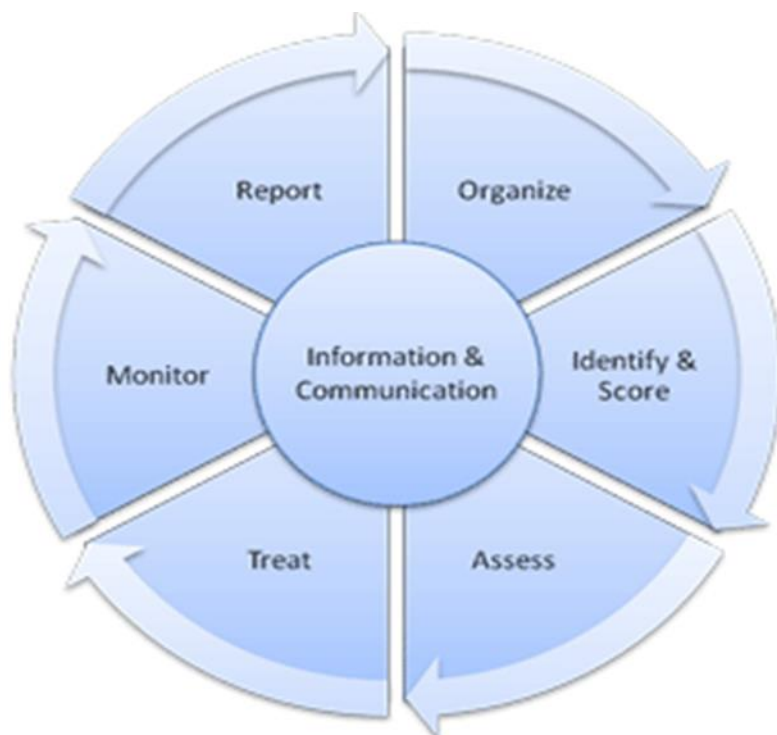 Report
Organize
Monitor
Information &
Communication
Identify &
Score
Treat
Assess